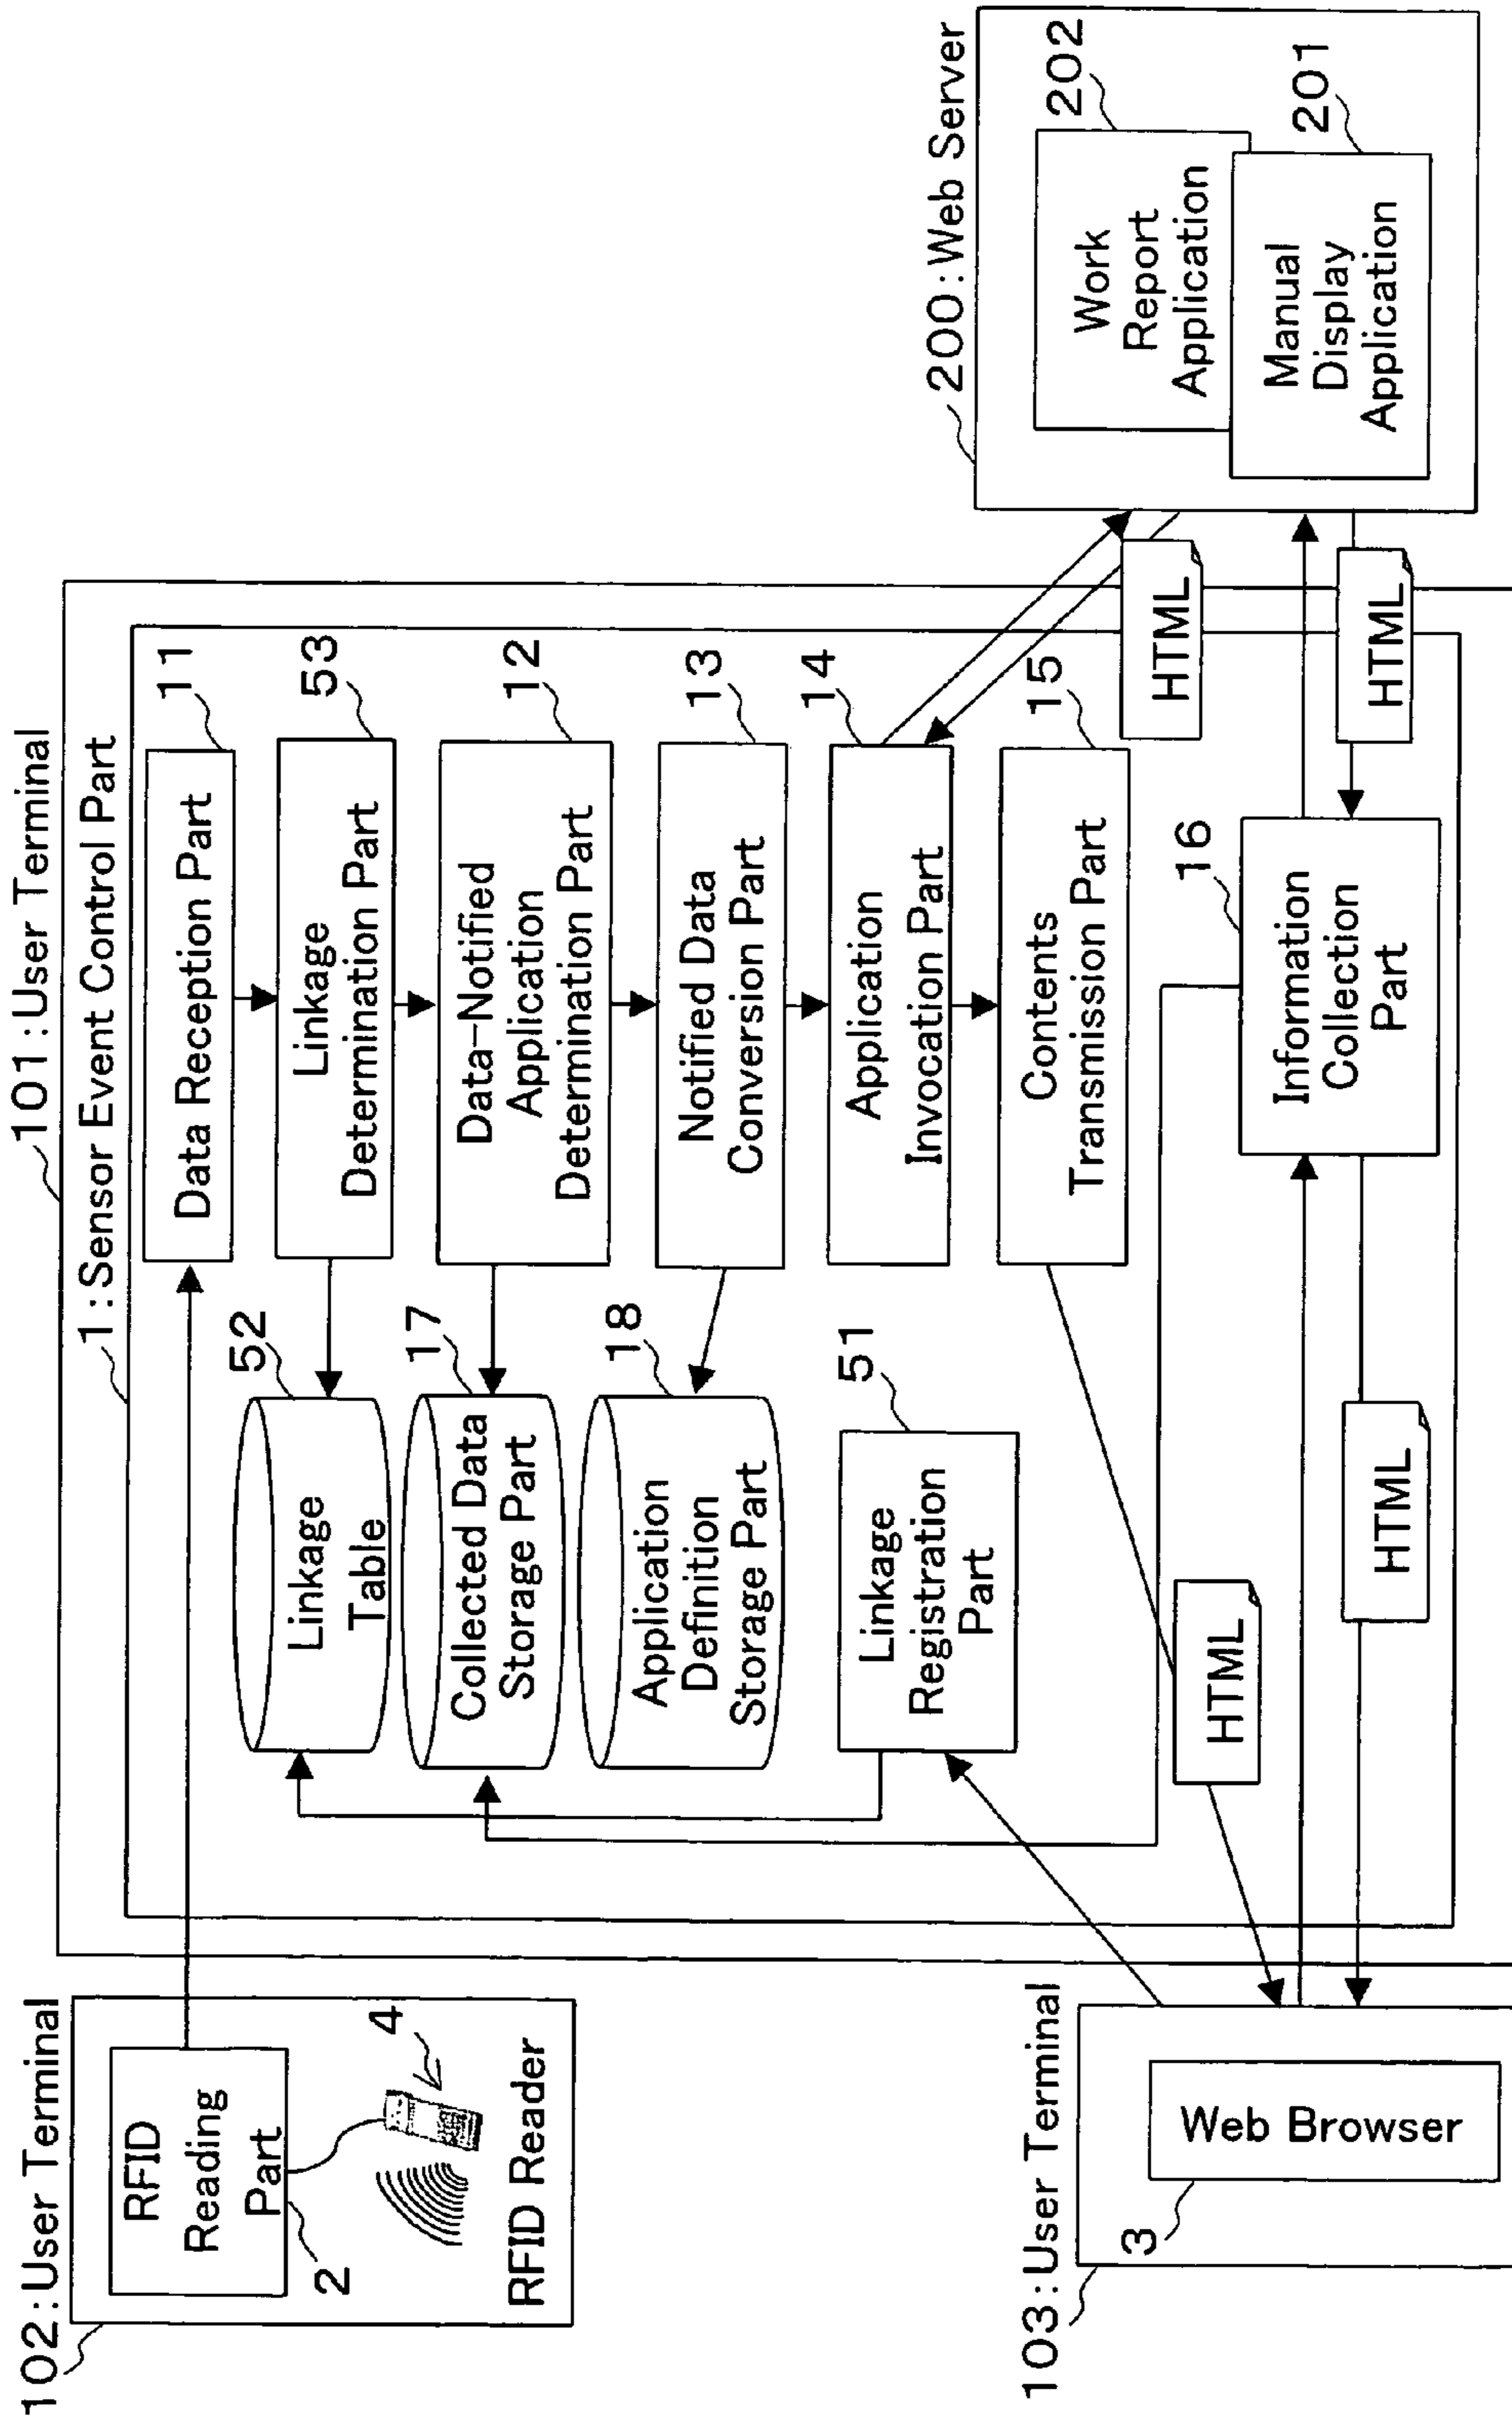 102:User Terminal
RFID
Reading
Part
2
4
RFID Reader
103:User Terminal
3
Web Browser
101:User Terminal
1:Sensor Event Control Part
Data Reception Part
11
52
Linkage
Table
Linkage
Determination Part
53
17
Collected Data
Storage Part
Data-Notified
Application
Determination Part
12
18
Application
Definition
Storage Part
Notified Data
Conversion Part
13
51
Linkage
Registration
Part
Application
Invocation Part
14
Contents
Transmission Part
15
HTML
HTML
16
Information
Collection
Part
HTML
HTML
200:Web Server
Work
Report
Application
202
Manual
Display
Application
201